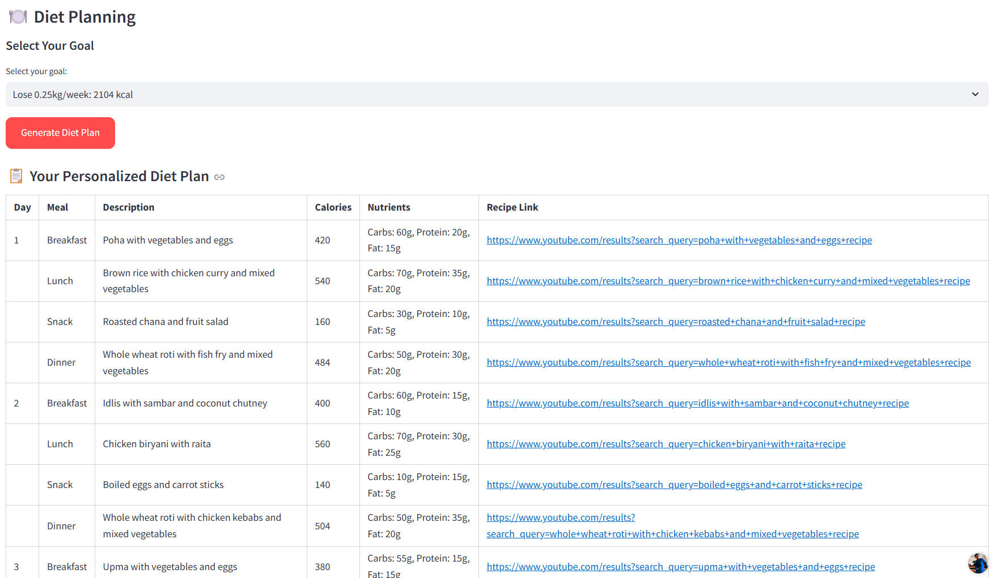 Diet Planning
Select Your Goal
Select your goal:
Lose 0.25kg/week: 2104 kcal
Generate Diet Plan
Your Personalized Diet Plan
Day Meal Description Calories Nutrients Recipe Link
1 Breakfast Poha with vegetables and eggs 420 Carbs: 60g, Protein: 20g,
Fat: 15g
https://www.youtube.com/results?search_query=poha+with+vegetables+and+eggs+recipe
Lunch Brown rice with chicken curry and mixed
vegetables
540 Carbs: 70g, Protein: 35g,
Fat: 20g
https://www.youtube.com/results?search_query=brown+rice+with+chicken+curry+and+mixed+vegetables+recipe
Snack Roasted chana and fruit salad 160 Carbs: 30g, Protein: 10g,
Fat: 5g
https://www.youtube.com/results?search_query=roasted+chana+and+fruit+salad+recipe
Dinner Whole wheat roti with fish fry and mixed
vegetables
484 Carbs: 50g, Protein: 30g,
Fat: 20g
https://www.youtube.com/results?search_query=whole+wheat+roti+with+fish+fry+and+mixed+vegetables+recipe
2 Breakfast Idlis with sambar and coconut chutney 400 Carbs: 60g, Protein: 15g,
Fat: 10g
https://www.youtube.com/results?search_query=idlis+with+sambar+and+coconut+chutney+recipe
Lunch Chicken biryani with raita 560 Carbs: 70g, Protein: 30g,
Fat: 25g
https://www.youtube.com/results?search_query=chicken+biryani+with+raita+recipe
Snack Boiled eggs and carrot sticks 140 Carbs: 10g, Protein: 15g,
Fat: 5g
https://www.youtube.com/results?search_query=boiled+eggs+and+carrot+sticks+recipe
Dinner Whole wheat roti with chicken kebabs and
mixed vegetables
504 Carbs: 50g, Protein: 35g,
Fat: 20g
https://www.youtube.com/results?
search_query=whole+wheat+roti+with+chicken+kebabs+and+mixed+vegetables+recipe
3 Breakfast Upma with vegetables and eggs 380 Carbs: 55g, Protein: 15g,
Fat: 15g
https://www.youtube.com/results?search_query=upma+with+vegetables+and+eggs+recipe